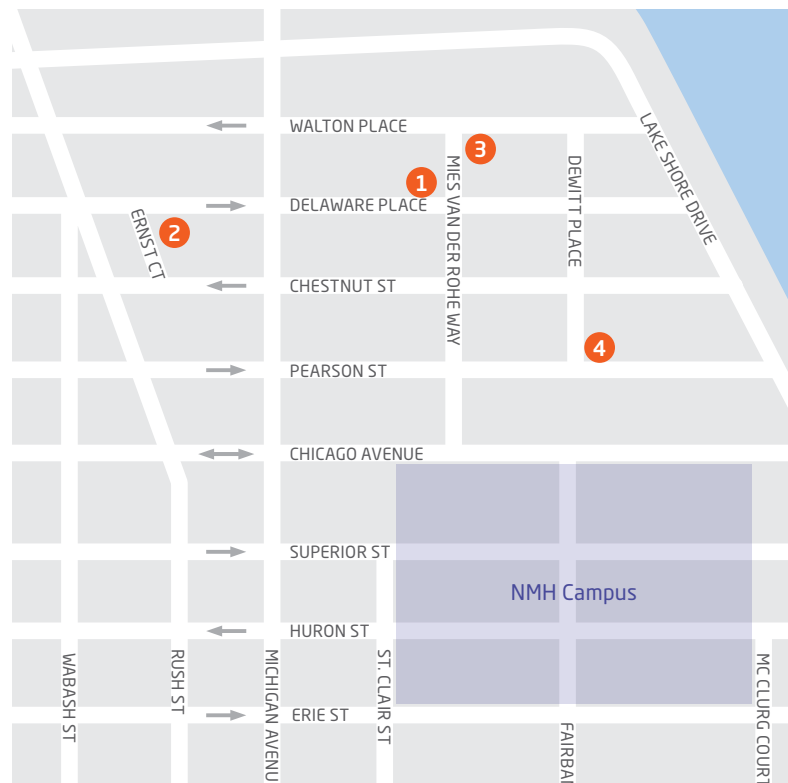 WALTON PLACE
3
LAKE SHORE DRIVE
MIES VAN DER ROHE WAY
DEWITT PLACE
1
DELAWARE PLACE
ERNST CT
2
CHESTNUT ST
4
PEARSON ST
CHICAGO AVENUE
SUPERIOR ST
NMH Campus
HURON ST
WABASH ST
RUSH ST
MICHIGAN AVENU
ST. CLAIR ST
MC CLURG COURT
ERIE ST
FAIRBA